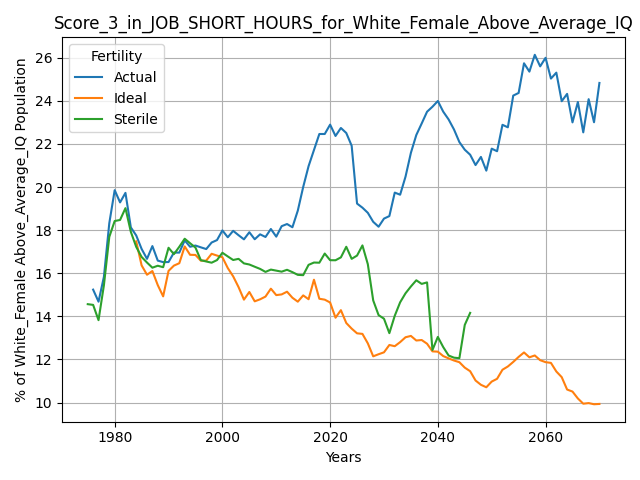 Score_3_in_JOB_SHORT_HOURS_for_White_Female_Above_Average_IQ
Fertility
Actual
Ideal
Sterile
% of White_Female Above_Average_IQ Population
26
24
22
20
18
16
14
12
10
1980
2000
2020
2040
2060
Years